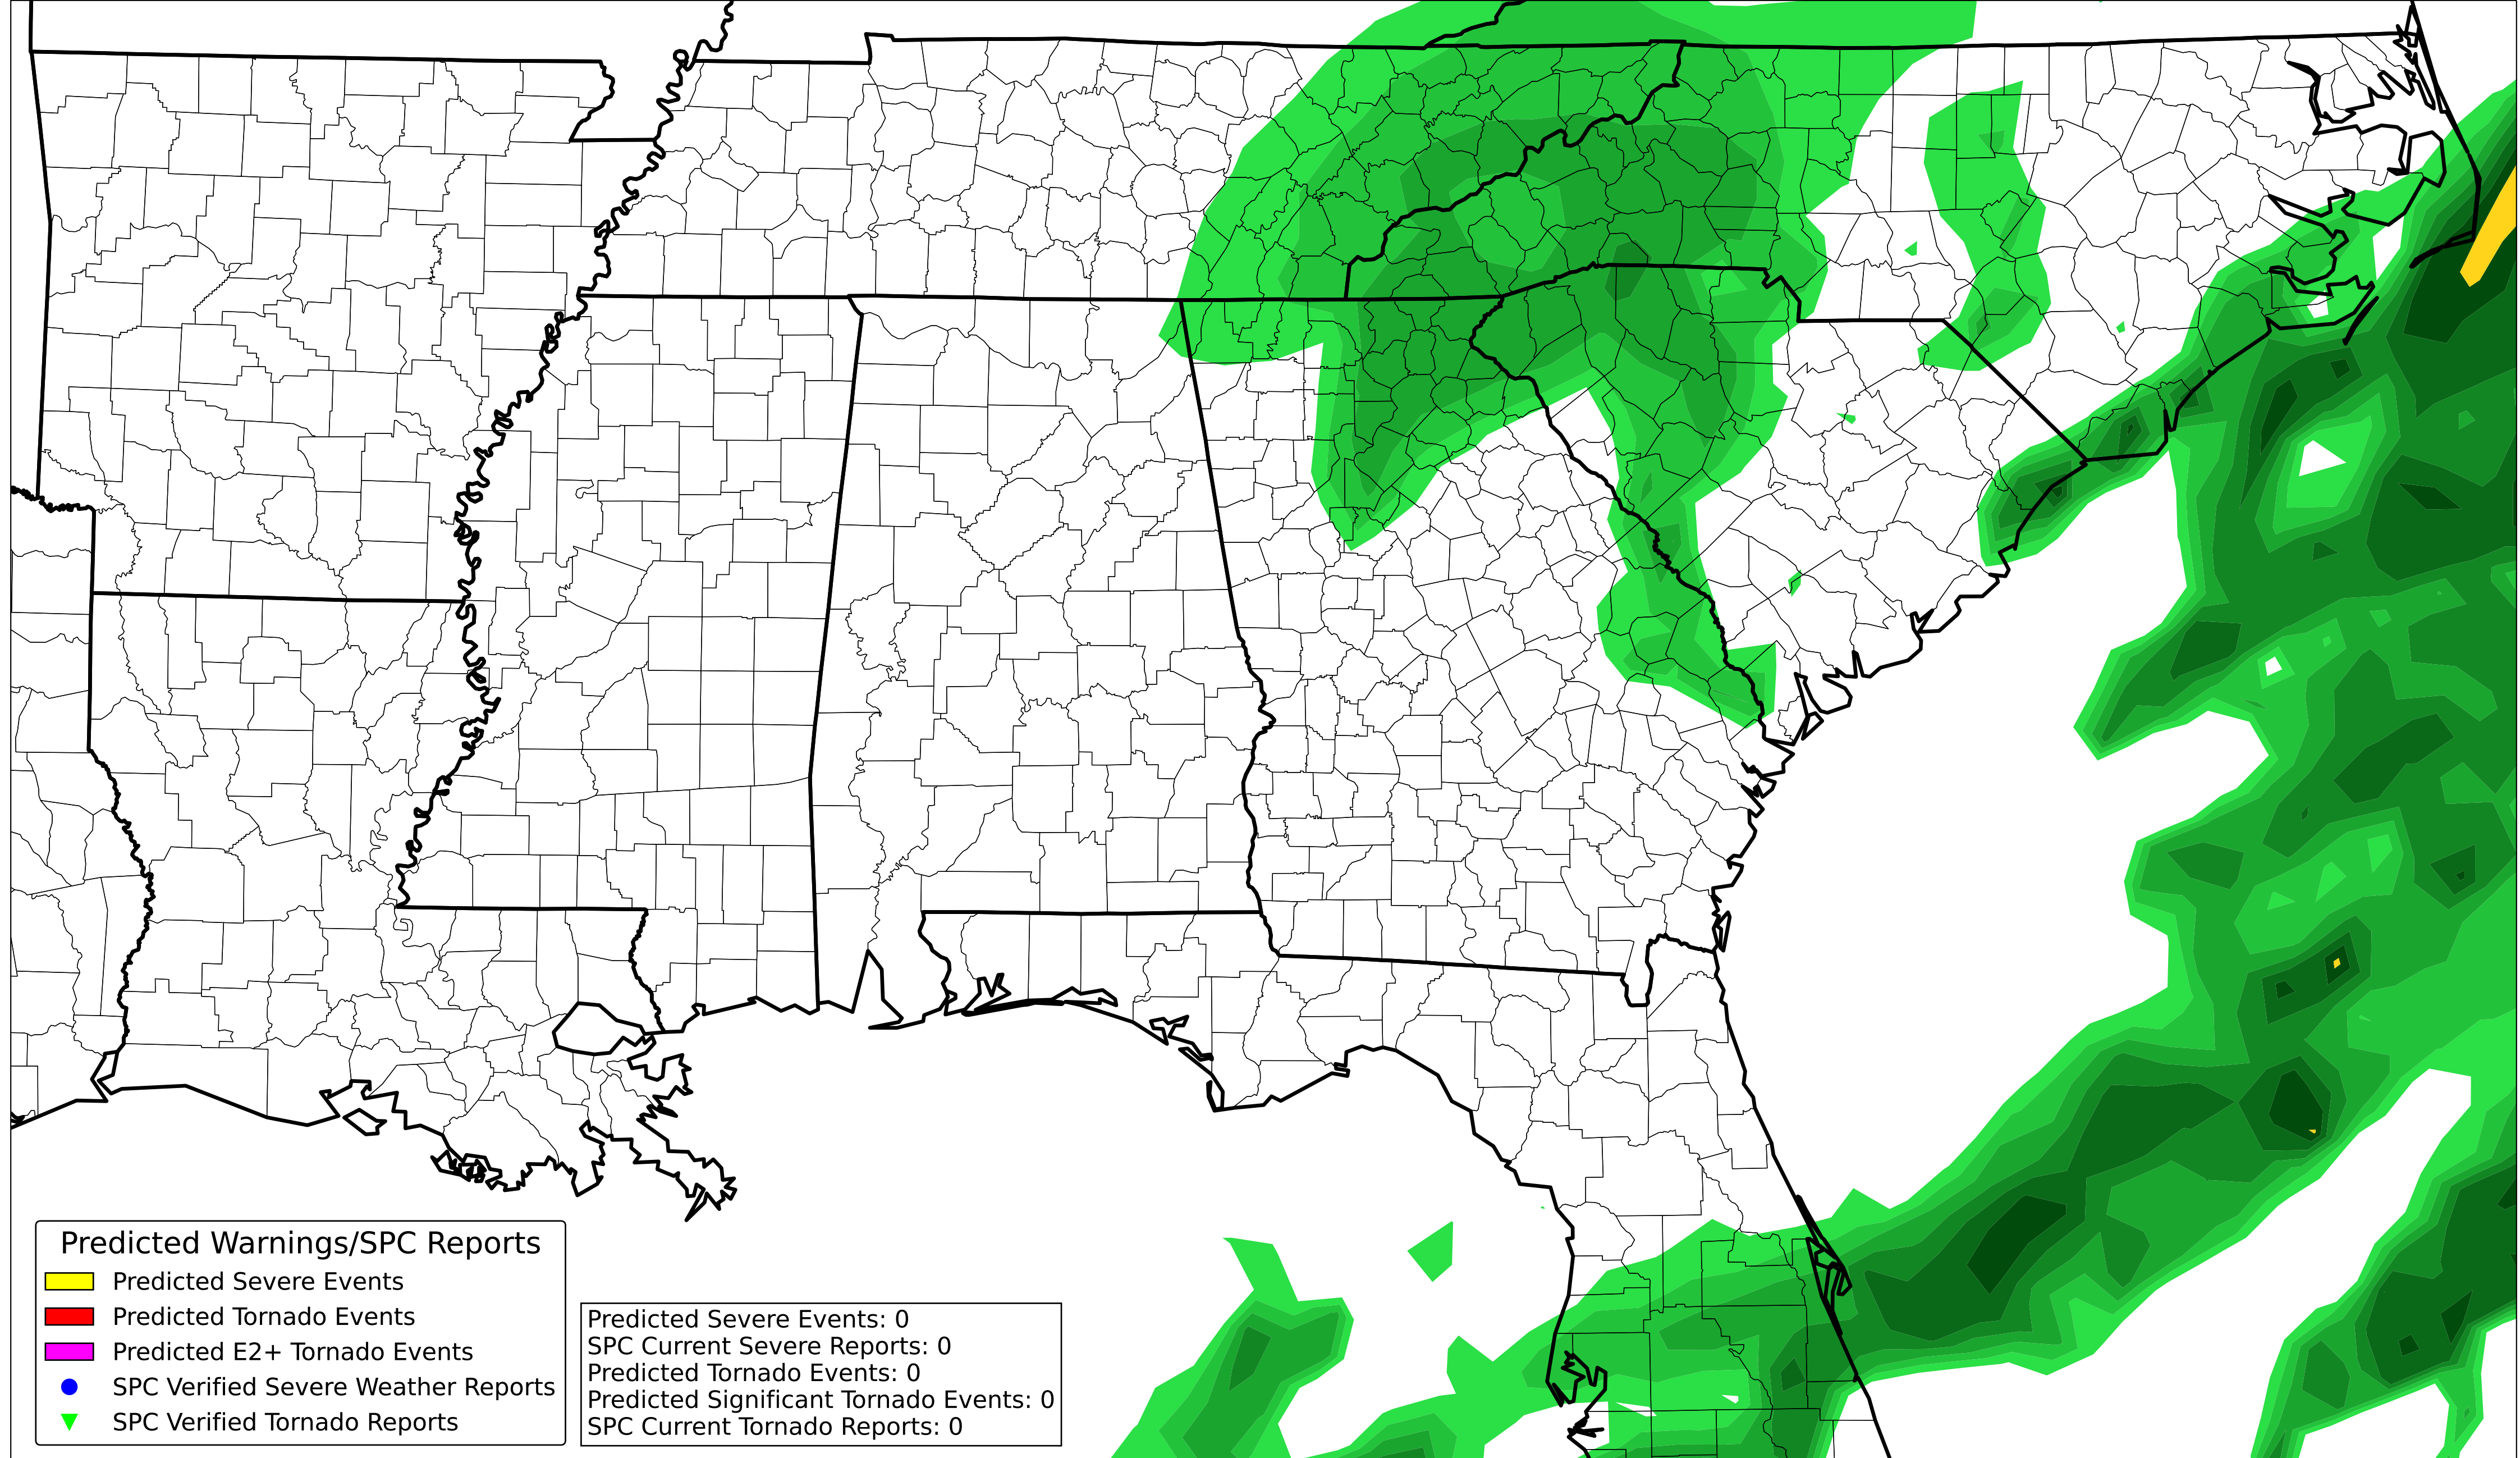 Predicted Warnings/SPC Reports
Predicted Severe Events
Predicted Tornado Events
Predicted E2+ Tornado Events
SPC Verified Severe Weather Reports
SPC Verified Tornado Reports
Predicted Severe Events: 0
SPC Current Severe Reports: 0
Predicted Tornado Events: 0
Predicted Significant Tornado Events: 0
SPC Current Tornado Reports: 0